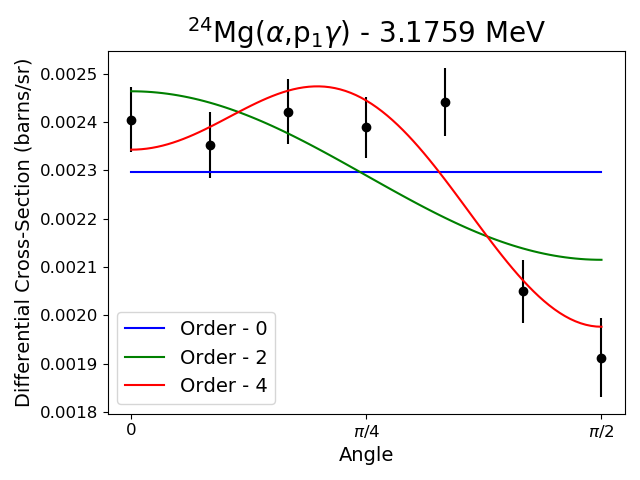 ²⁴Mg(α,p₁γ) - 3.1759 MeV
Differential Cross-Section (barns/sr)
0.0025
0.0024
0.0023
0.0022
0.0021
0.0020
0.0019
0.0018
Order - 0
Order - 2
Order - 4
0 π/4 π/2
Angle